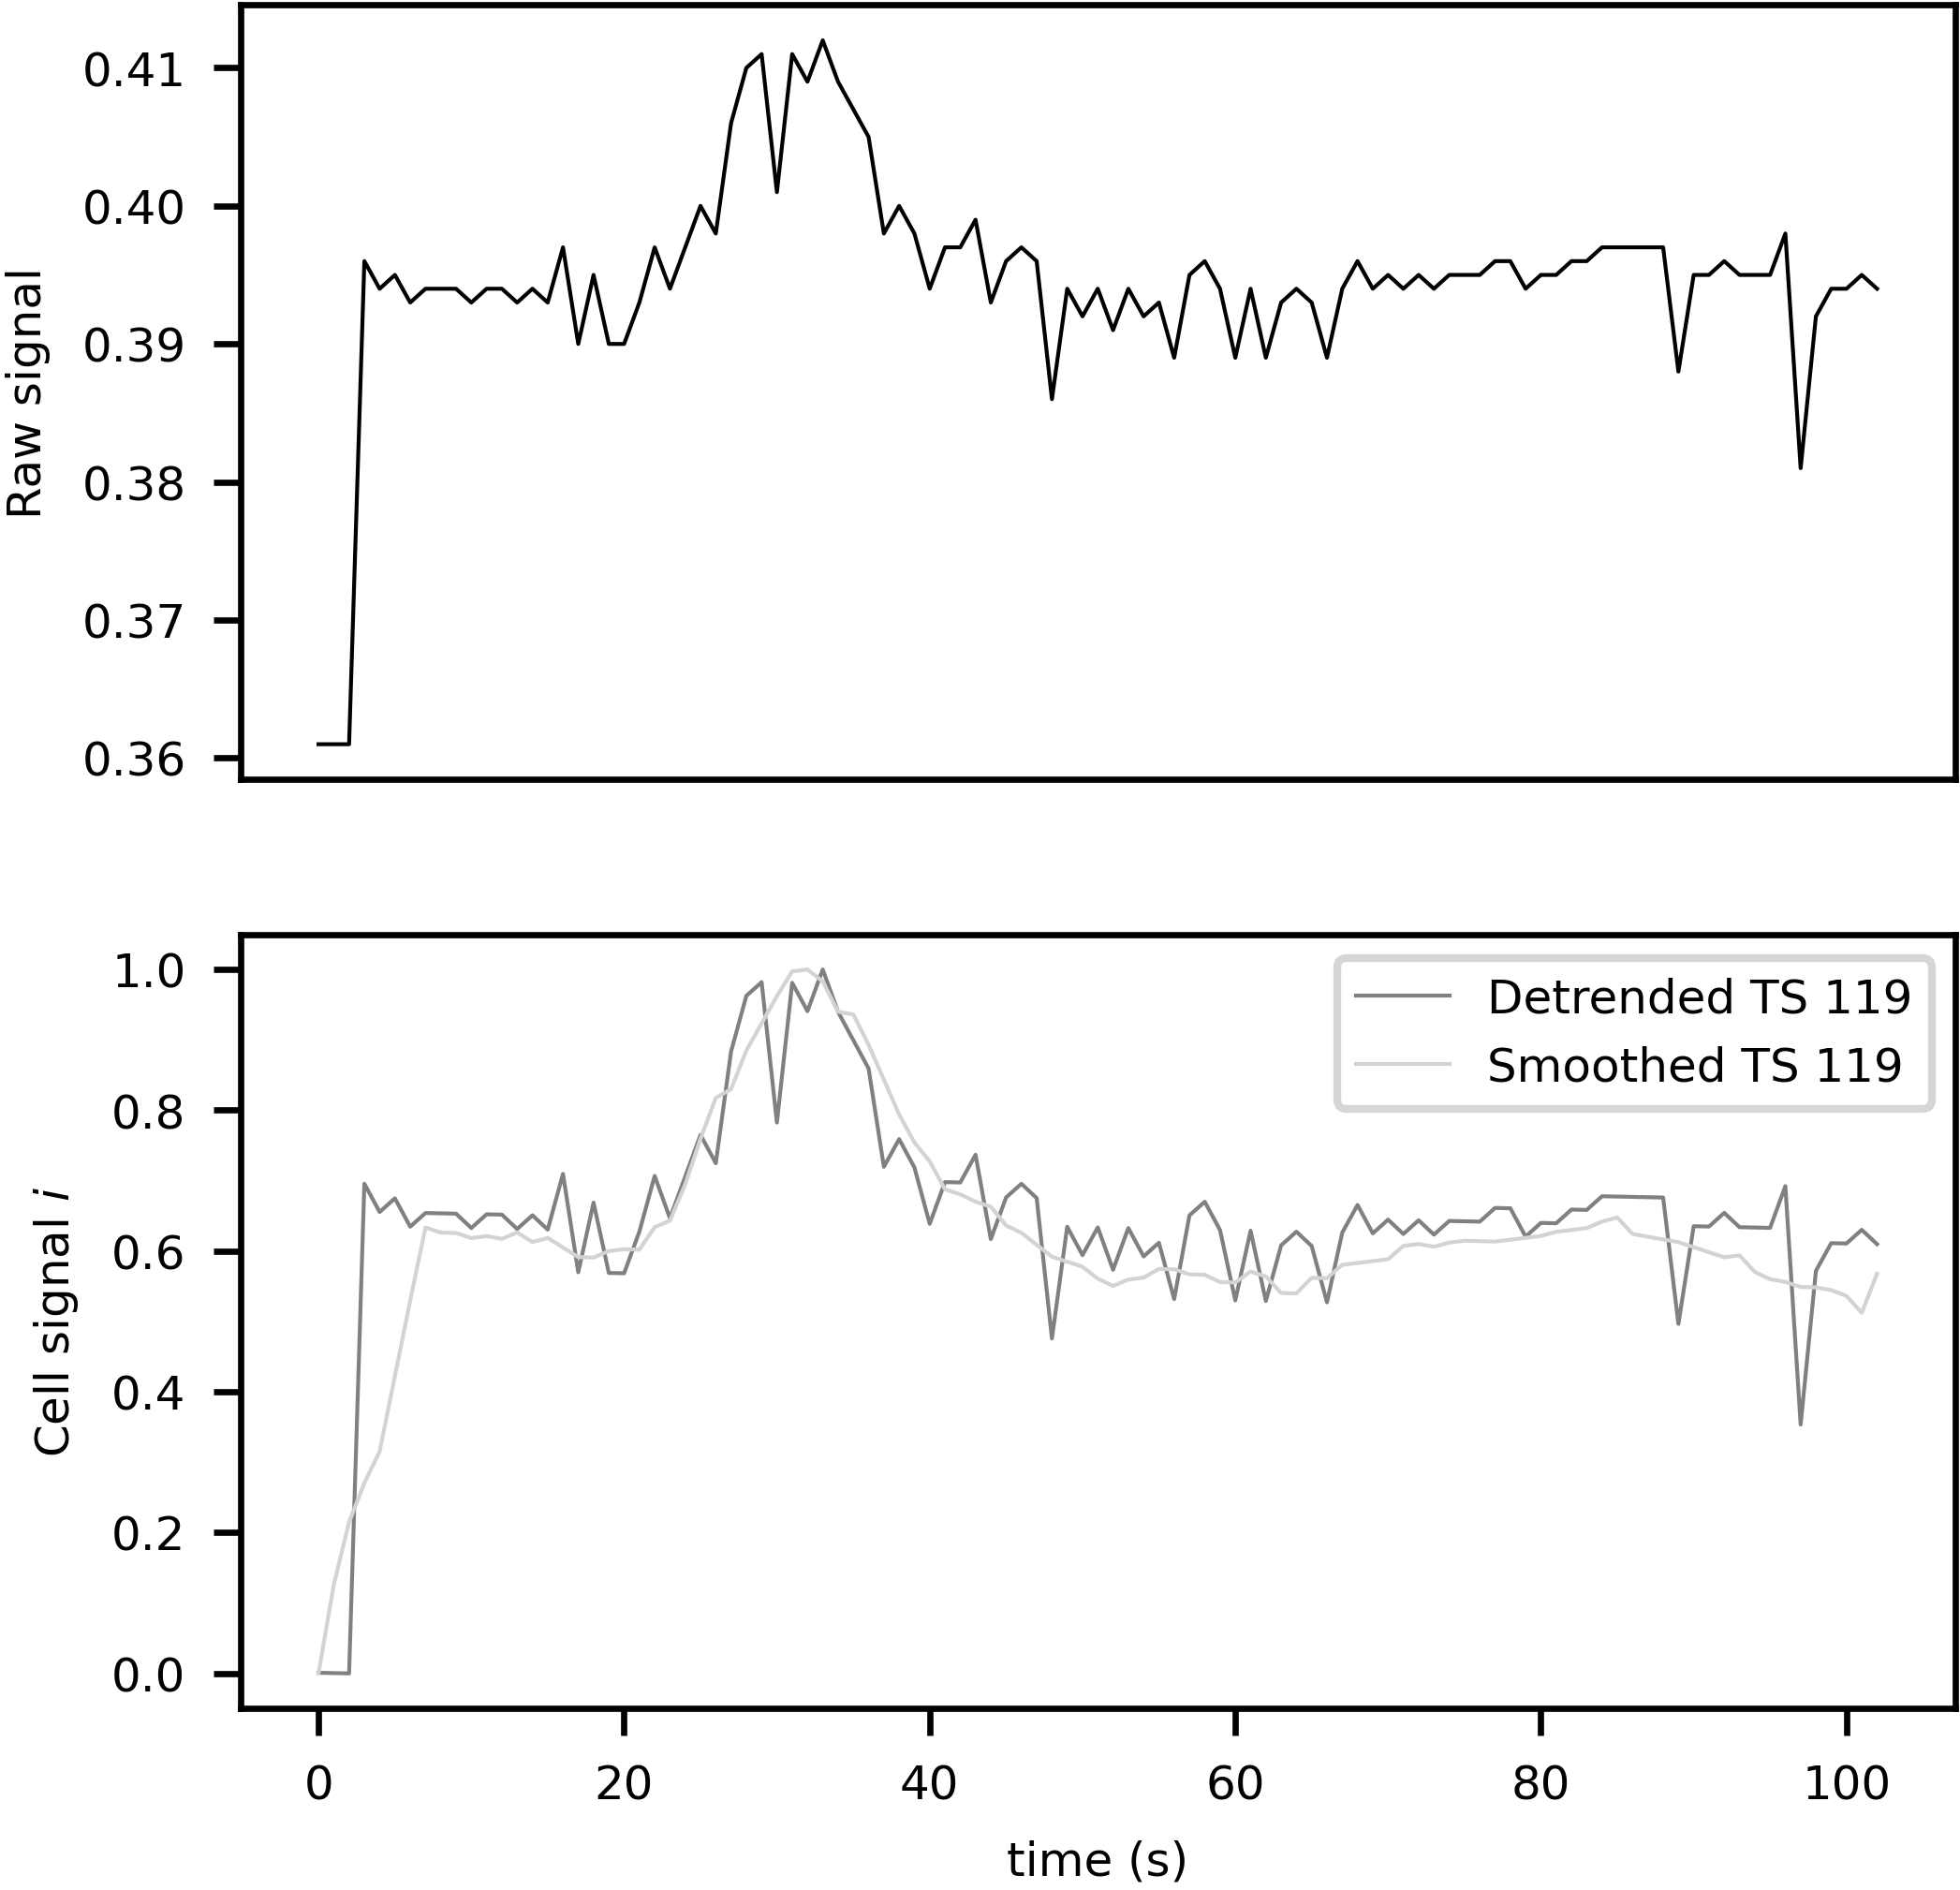 0.41
0.40
0.39
0.38
0.37
0.36
Raw signal
1.0
0.8
0.6
0.4
0.2
0.0
Cell signal i
Detrended TS 119
Smoothed TS 119
0 20 40 60 80 100
time (s)